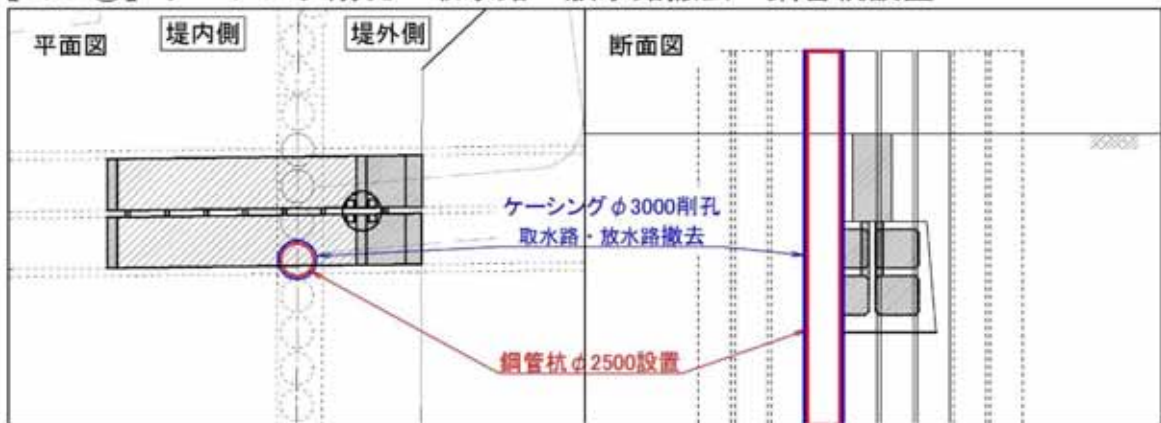 平面図
堤内側
堤外側
断面図
ケーシングφ3000削孔
取水路・放水路撤去
鋼管杭φ2500設置